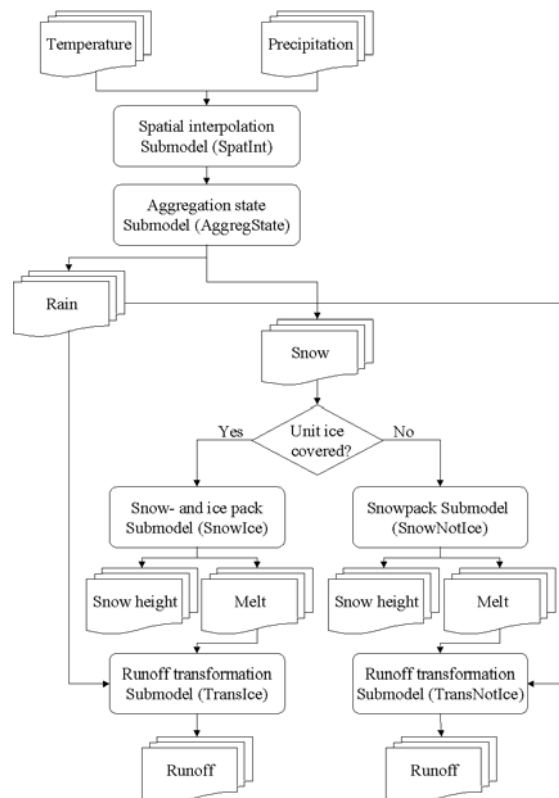 Temperature
Precipitation
Spatial interpolation
Submodel (SpatInt)
Aggregation state
Submodel (AggregState)
Rain
Snow
Yes
Unit ice
covered?
No
Snow- and ice pack
Submodel (SnowIce)
Snowpack Submodel
(SnowNotIce)
Snow height
Melt
Snow height
Melt
Runoff transformation
Submodel (TransIce)
Runoff transformation
Submodel (TransNotIce)
Runoff
Runoff